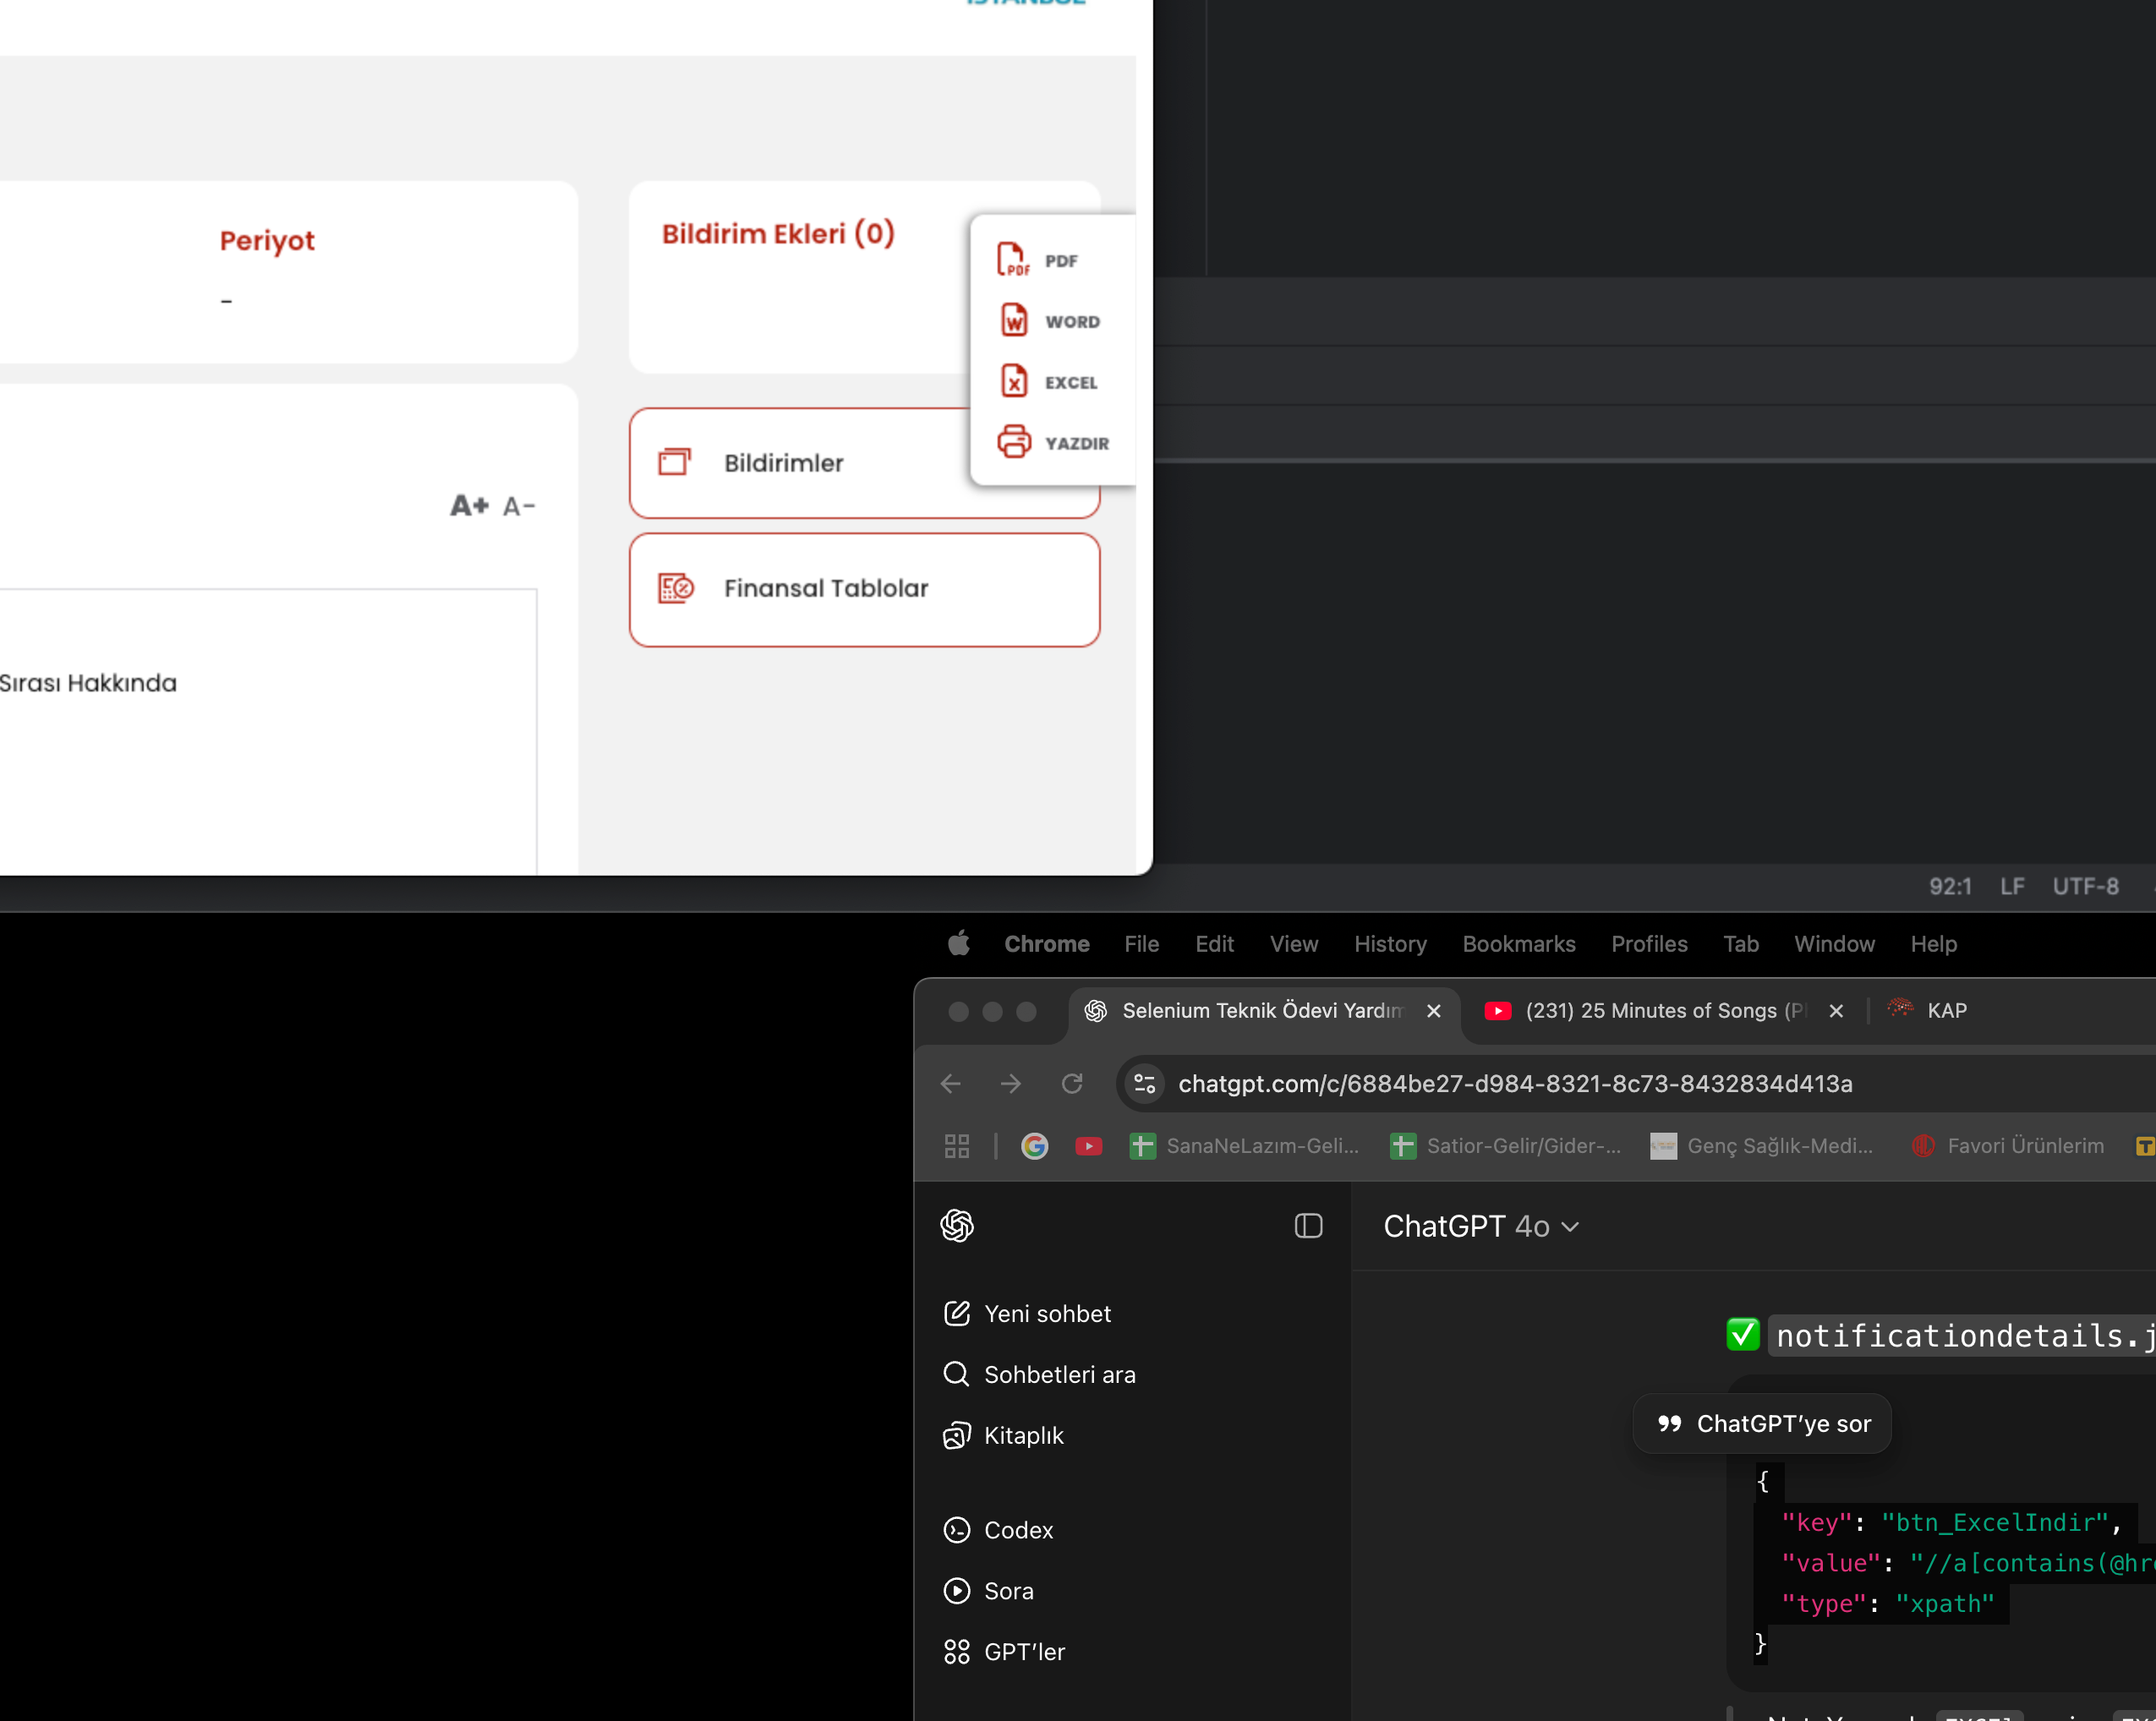 İSTANBUL
Periyot
-
Bildirim Ekleri (0)
PDF
WORD
EXCEL
YAZDIR
Bildirimler
A+ A-
Finansal Tablolar
Sırası Hakkında
92:1 LF UTF-8
Chrome File Edit View History Bookmarks Profiles Tab Window Help
Selenium Teknik Ödevi Yardım
(231) 25 Minutes of Songs (Pl
KAP
chatgpt.com/c/6884be27-d984-8321-8c73-8432834d413a
SanaNeLazım-Geli...
Satior-Gelir/Gider-...
Genç Sağlık-Medi...
Favori Ürünlerim
ChatGPT 4o
Yeni sohbet
Sohbetleri ara
Kitaplık
Codex
Sora
GPT'ler
notificationdetails.j
ChatGPT'ye sor
{
"key": "btn_ExcelIndir",
"value": "//a[contains(@hre
"type": "xpath"
}